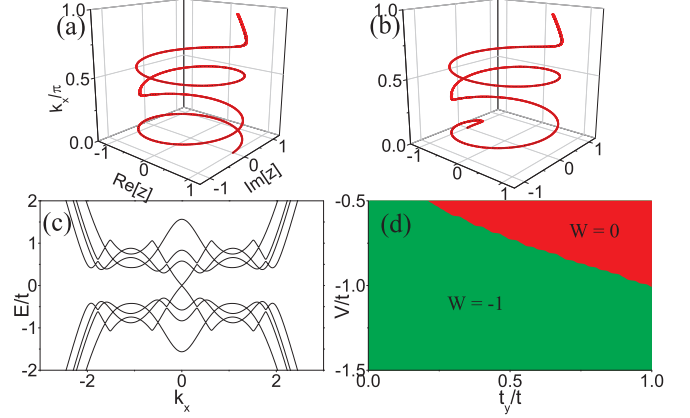 (a)
1.0
0.5
0.0
k_x/π
-1
0
1
Re[z]
-1
0
1
Im[z]
(b)
1.0
0.5
0.0
-1
0
1
-1
0
1
(c)
2
1
0
-1
-2
E/t
-2
0
2
k_x
(d)
-0.5
-1.0
-1.5
V/t
W = 0
W = -1
0.0
0.5
1.0
t_y/t